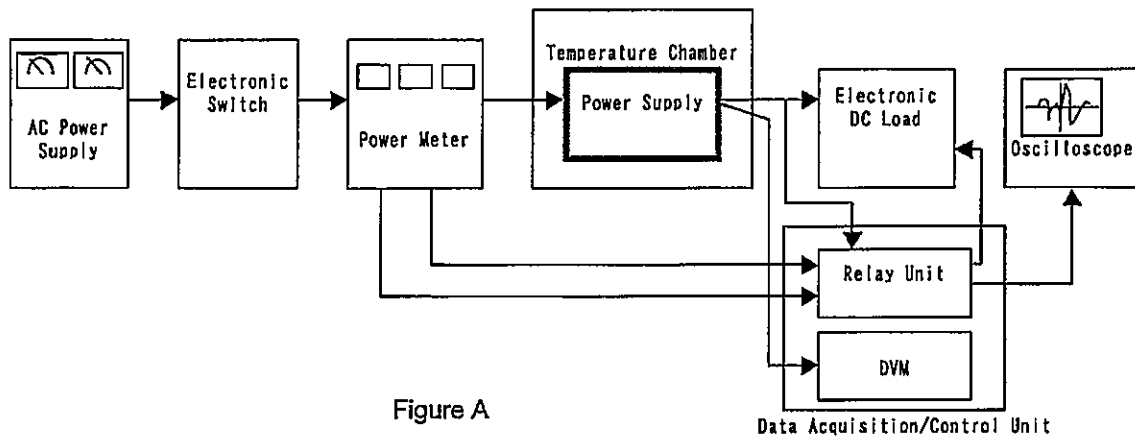 AC Power
Supply
Electronic
Switch
Power Meter
Temperature Chamber
Power Supply
Electronic
DC Load
Oscilloscope
Relay Unit
DVM
Data Acquisition/Control Unit
Figure A